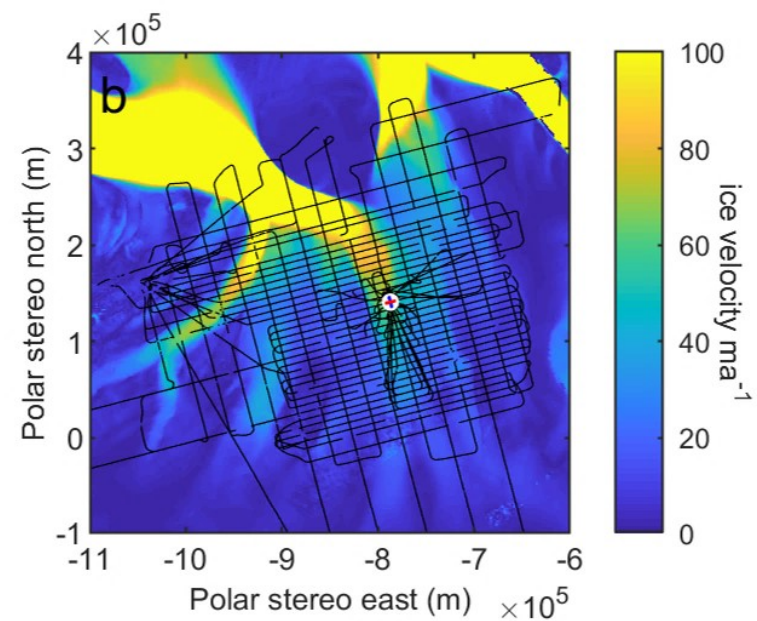 ×10⁵
b
4
3
2
1
0
-1
-11 -10 -9 -8 -7 -6
Polar stereo north (m)
Polar stereo east (m) ×10⁵
100
80
60
40
20
0
ice velocity ma⁻¹